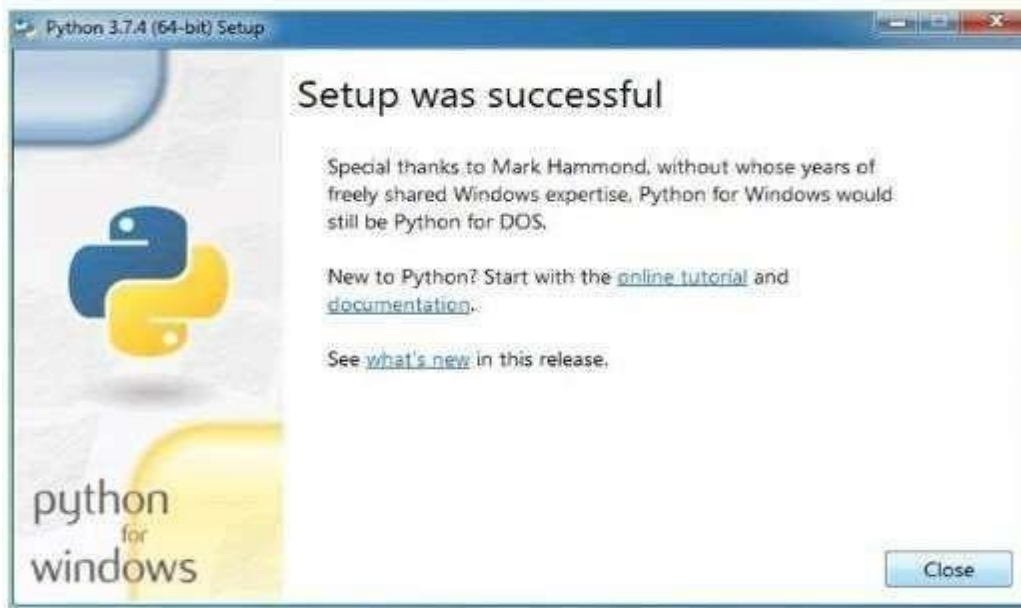 Python 3.7.4 (64-bit) Setup
Setup was successful
Special thanks to Mark Hammond, without whose years of
freely shared Windows expertise, Python for Windows would
still be Python for DOS.
New to Python? Start with the online tutorial and
documentation.
See what's new in this release.
python
for
windows
Close